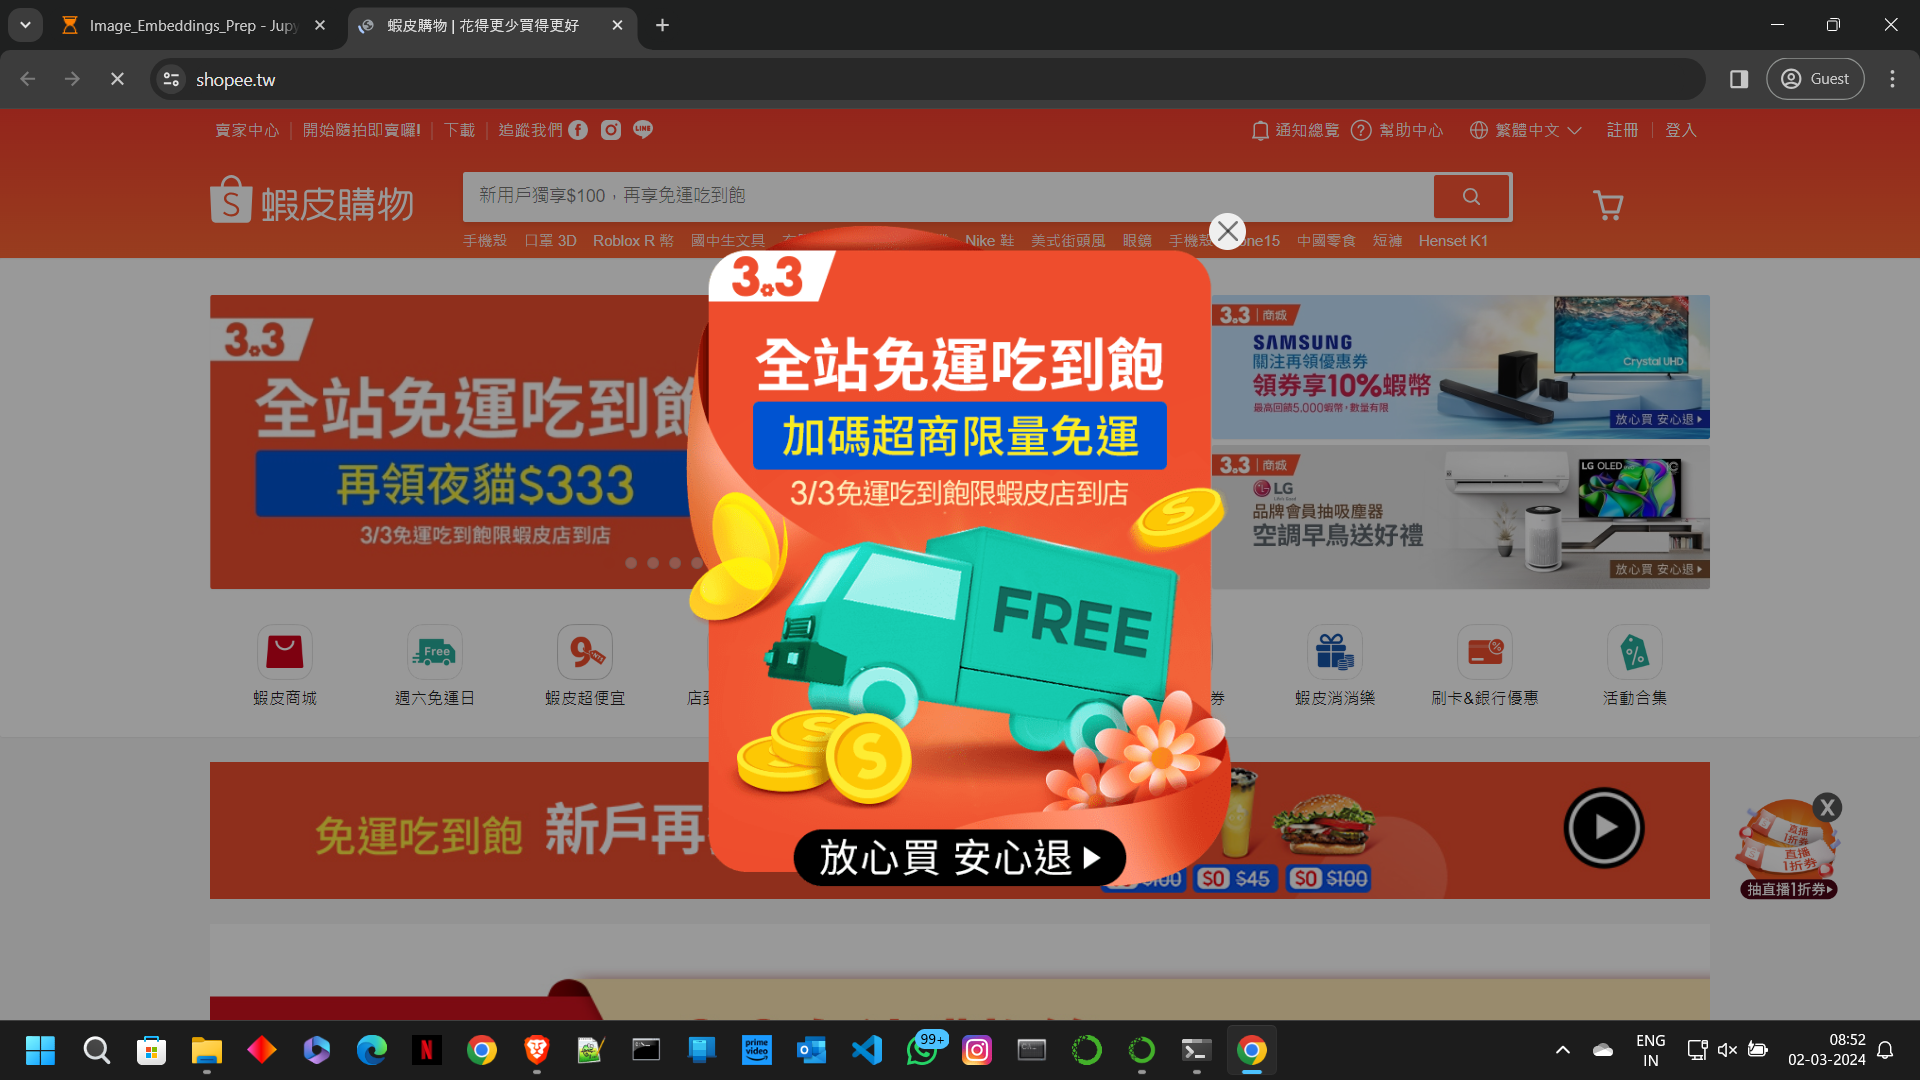 Image_Embeddings_Prep - Jupy
蝦皮購物 | 花得更少買得更好
shopee.tw
Guest
賣家中心
開始隨拍即賣囉!
下載
追蹤我們
LINE
通知總覽
幫助中心
繁體中文
註冊
登入
蝦皮購物
新用戶獨享$100，再享免運吃到飽
手機殼 口罩 3D Roblox R 幣 國中生文具
Nike 鞋 美式街頭風 眼鏡 手機殼 one15 中國零食 短褲 Henset K1
3.3
全站免運吃到飽
再領夜貓$333
3/3免運吃到飽限蝦皮店到店
3.3
全站免運吃到飽
加碼超商限量免運
3/3免運吃到飽限蝦皮店到店
FREE
放心買 安心退
3.3 商城
SAMSUNG
關注再領優惠券
領券享10%蝦幣
最高回饋5,000蝦幣，數量有限
Crystal UHD
放心買 安心退
3.3 商城
LG
品牌會員抽吸塵器
空調早鳥送好禮
LG OLED
放心買 安心退
Free
蝦皮商城
週六免運日
蝦皮超便宜
店到
券
蝦皮消消樂
刷卡&銀行優惠
活動合集
免運吃到飽 新戶再
$100 $0 $45 $0 $100
X
直播
1折券
直播
1折券
抽直播1折券
99+
prime video
ENG
IN
08:52
02-03-2024